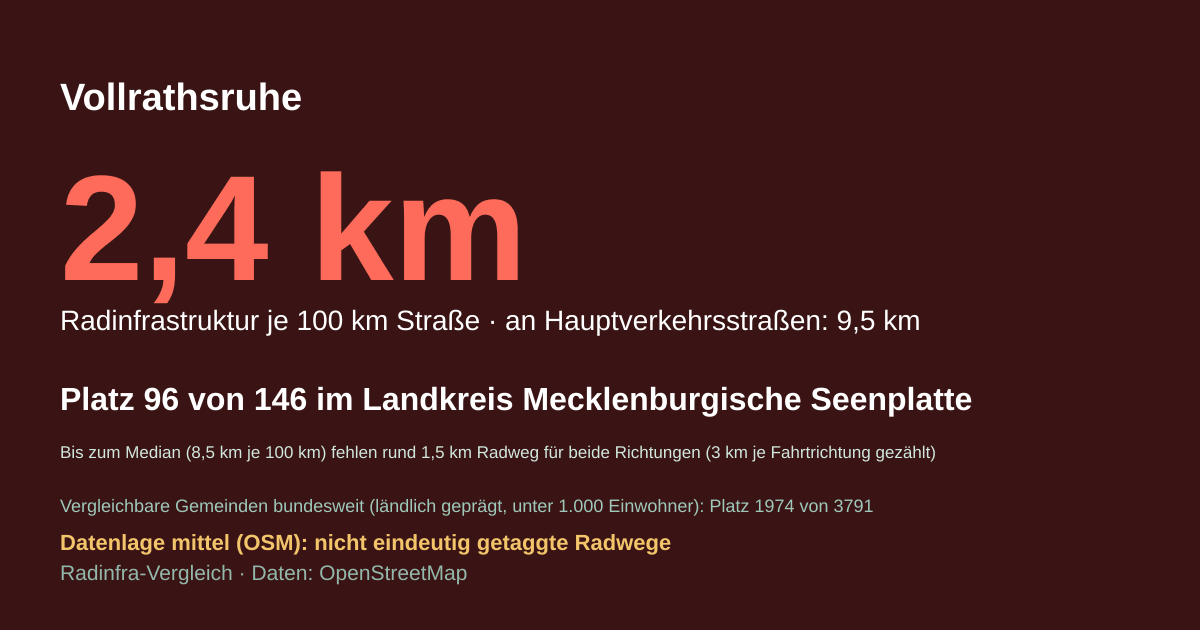 Vollrathsruhe
2,4 km
Radinfrastruktur je 100 km Straße · an Hauptverkehrsstraßen: 9,5 km
Platz 96 von 146 im Landkreis Mecklenburgische Seenplatte
Bis zum Median (8,5 km je 100 km) fehlen rund 1,5 km Radweg für beide Richtungen (3 km je Fahrtrichtung gezählt)
Vergleichbare Gemeinden bundesweit (ländlich geprägt, unter 1.000 Einwohner): Platz 1974 von 3791
Datenlage mittel (OSM): nicht eindeutig getaggte Radwege
Radinfra-Vergleich · Daten: OpenStreetMap